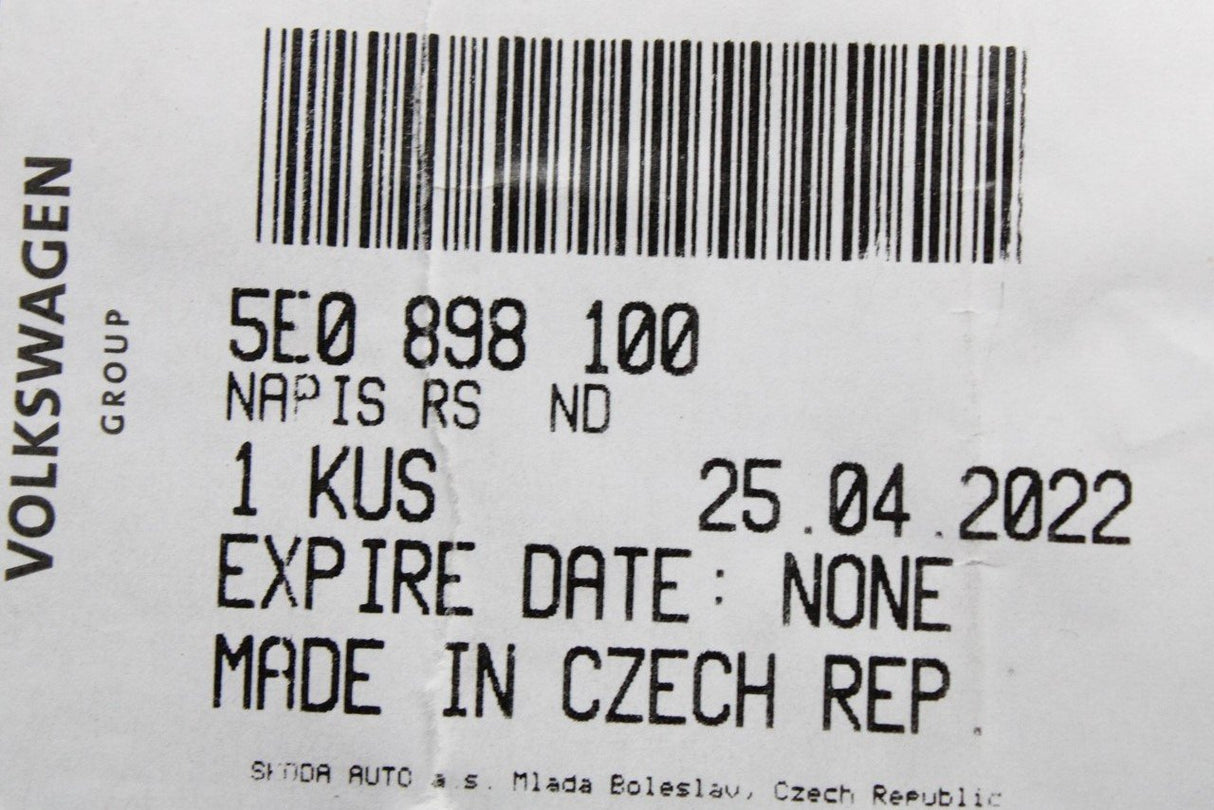 VOLKSWAGEN
GROUP
5E0 898 100
NAPIS RS ND
1 KUS 25.04.2022
EXPIRE DATE: NONE
MADE IN CZECH REP.
SKODA AUTO a.s. Mlada Boleslav, Czech Republic